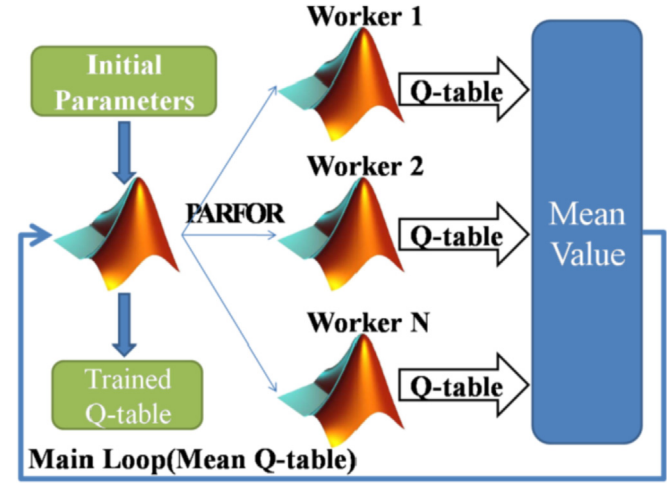 Initial
Parameters
PARFOR
Worker 1
Q-table
Worker 2
Q-table
Worker N
Q-table
Mean
Value
Trained
Q-table
Main Loop(Mean Q-table)